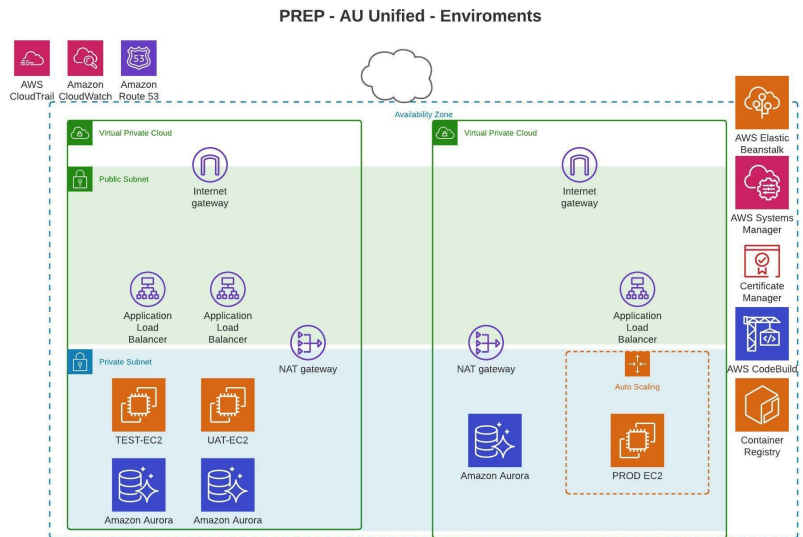 PREP - AU Unified - Enviroments
53
AWS
CloudTrail
Amazon
CloudWatch
Amazon
Route 53
Availability Zone
AWS Elastic
Beanstalk
Virtual Private Cloud
Virtual Private Cloud
Public Subnet
Internet
gateway
Internet
gateway
AWS Systems
Manager
Certificate
Manager
Application
Load
Balancer
Application
Load
Balancer
Application
Load
Balancer
Private Subnet
NAT gateway
NAT gateway
AWS CodeBuild
Auto Scaling
TEST-EC2
UAT-EC2
Container
Registry
Amazon Aurora
PROD EC2
Amazon Aurora
Amazon Aurora